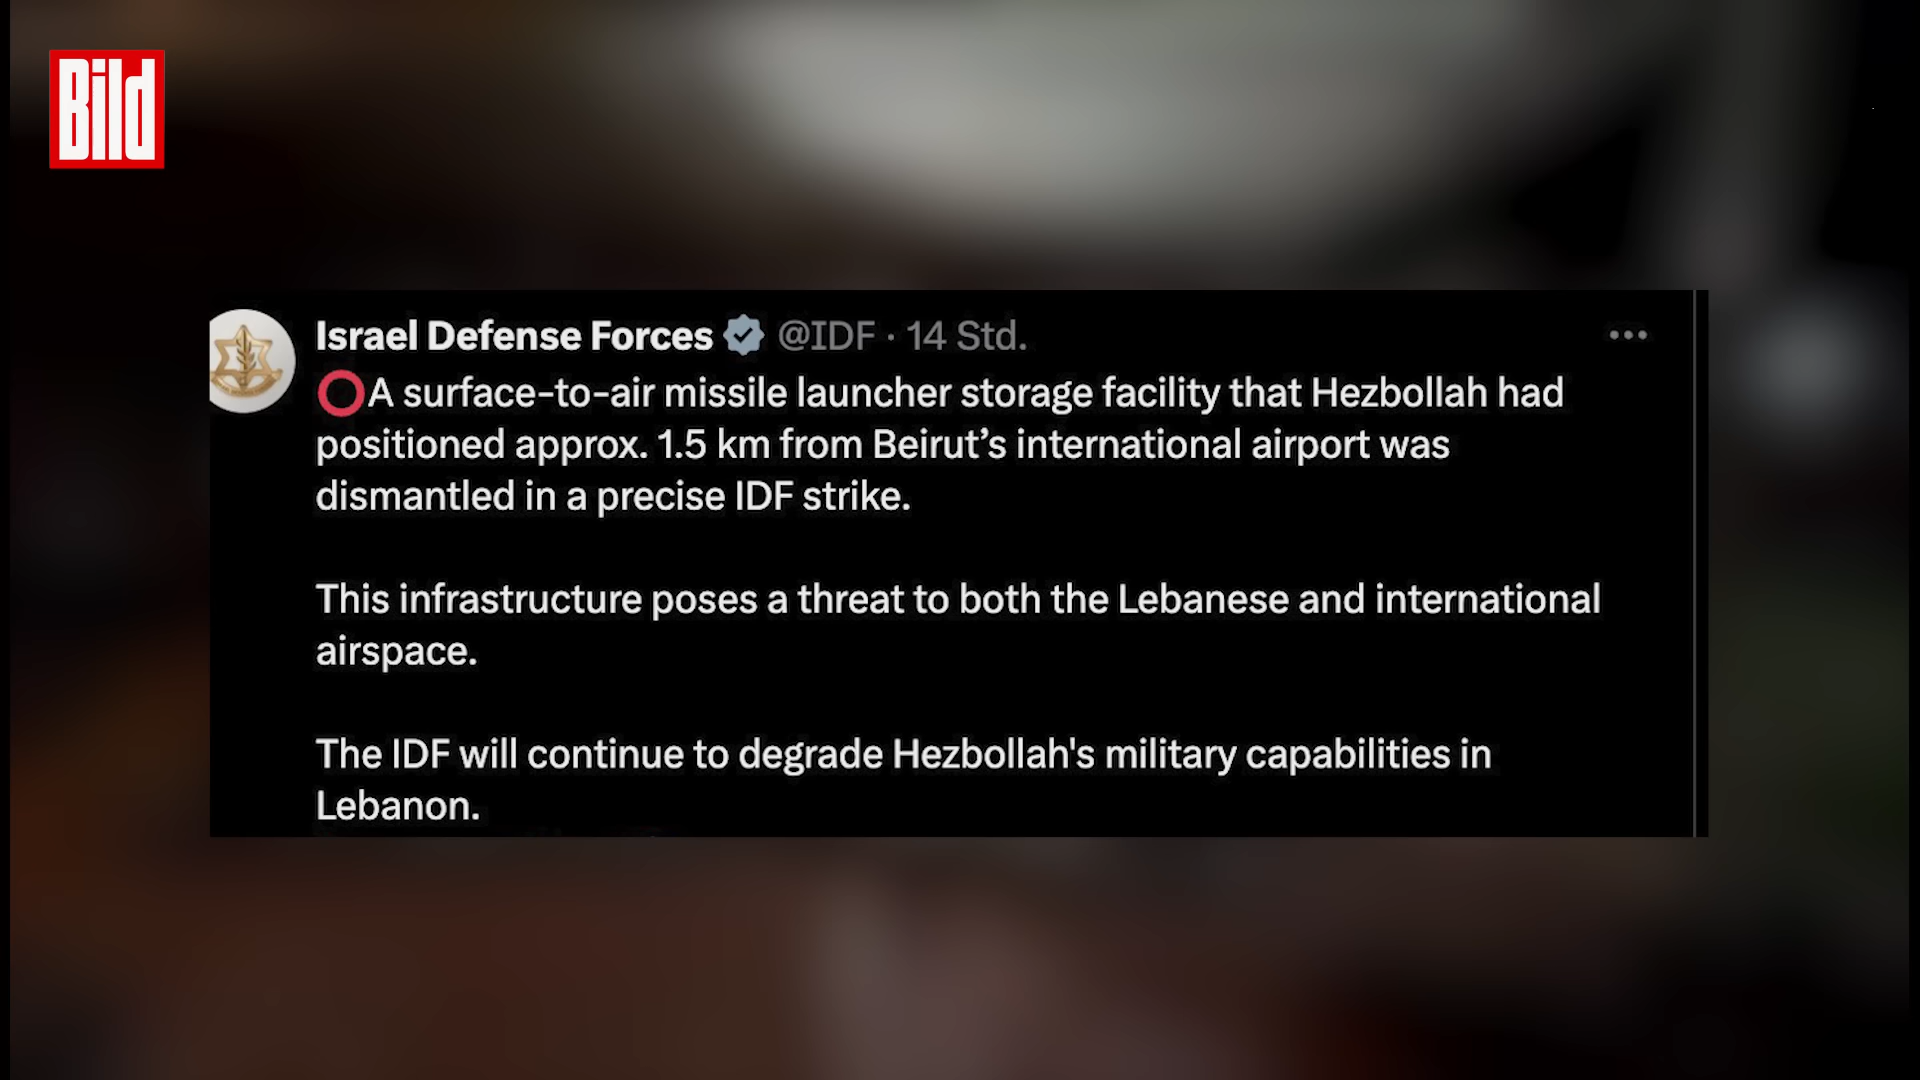 Bild
Israel Defense Forces @IDF · 14 Std.
⭕A surface-to-air missile launcher storage facility that Hezbollah had
positioned approx. 1.5 km from Beirut’s international airport was
dismantled in a precise IDF strike.
This infrastructure poses a threat to both the Lebanese and international
airspace.
The IDF will continue to degrade Hezbollah's military capabilities in
Lebanon.